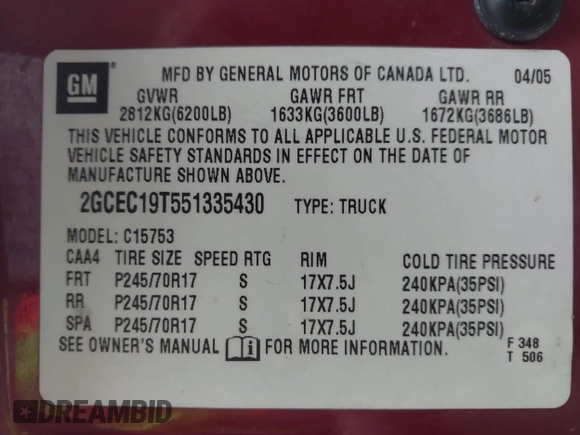 GM
MFD BY GENERAL MOTORS OF CANADA LTD. 04/05
GVWR GAWR FRT GAWR RR
2812KG(6200LB) 1633KG(3600LB) 1672KG(3686LB)
THIS VEHICLE CONFORMS TO ALL APPLICABLE U.S. FEDERAL MOTOR
VEHICLE SAFETY STANDARDS IN EFFECT ON THE DATE OF
MANUFACTURE SHOWN ABOVE.
2GCEC19T551335430 TYPE: TRUCK
MODEL: C15753
CAA4 TIRE SIZE SPEED RTG RIM COLD TIRE PRESSURE
FRT P245/70R17 S 17X7.5J 240KPA(35PSI)
RR P245/70R17 S 17X7.5J 240KPA(35PSI)
SPA P245/70R17 S 17X7.5J 240KPA(35PSI)
SEE OWNER'S MANUAL FOR MORE INFORMATION.
F 348
T 506
DREAMBID